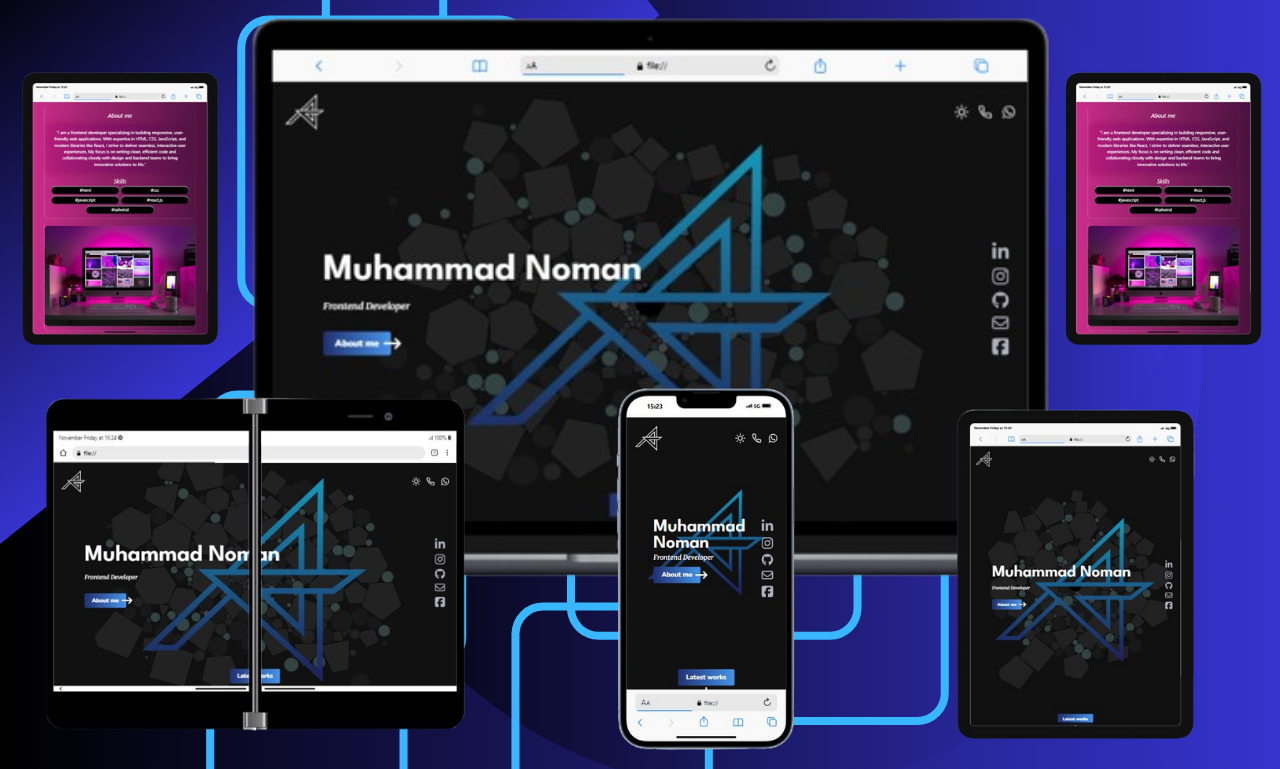 AA file://
Muhammad Noman
Frontend Developer
About me
November Friday at 15:23
AA file://
About me
"I am a frontend developer specializing in building responsive, user-
friendly web applications. With expertise in HTML, CSS, JavaScript, and
modern libraries like React, I strive to deliver seamless, interactive user
experiences. My focus is on writing clean, efficient code and
collaborating closely with design and backend teams to bring
innovative solutions to life."
Skills
#html #css
#javascript #react.js
#tailwind
AA file://
About me
"I am a frontend developer specializing in building responsive, user-
friendly web applications. With expertise in HTML, CSS, JavaScript, and
modern libraries like React, I strive to deliver seamless, interactive user
experiences. My focus is on writing clean, efficient code and
collaborating closely with design and backend teams to bring
innovative solutions to life."
Skills
#html #css
#javascript #react.js
#tailwind
November Friday at 15:24 100%
file://
Muhammad Noman
Frontend Developer
About me
Latest works
15:23 5G
Muhammad
Noman
Frontend Developer
About me
Latest works
AA file://
AA file://
Muhammad Noman
Frontend Developer
About me
Latest works